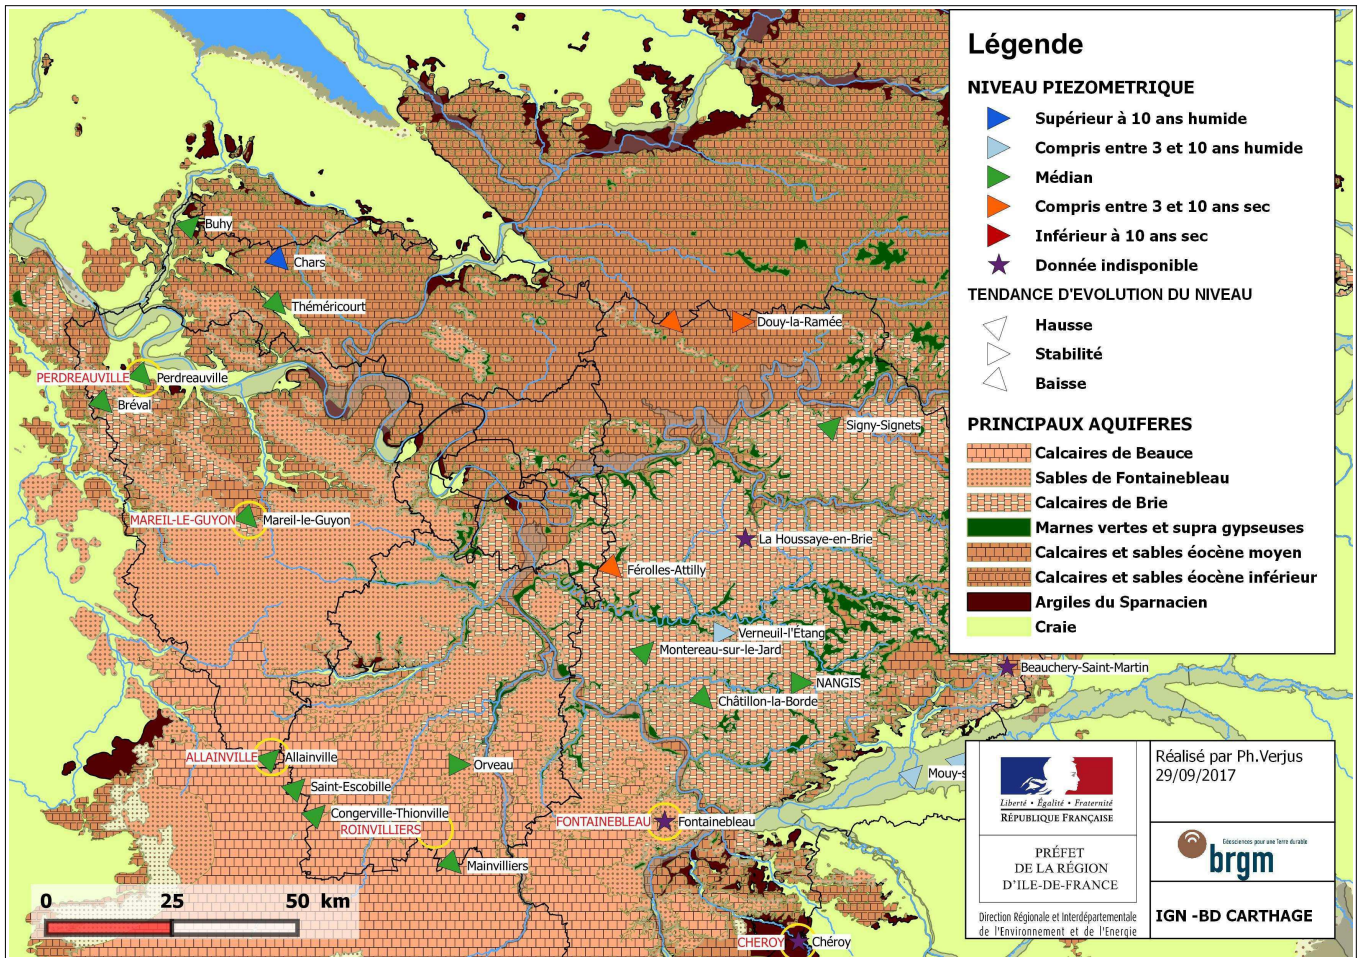 Légende
NIVEAU PIEZOMETRIQUE
Supérieur à 10 ans humide
Compris entre 3 et 10 ans humide
Médian
Compris entre 3 et 10 ans sec
Inférieur à 10 ans sec
Donnée indisponible
TENDANCE D'EVOLUTION DU NIVEAU
Hausse
Stabilité
Baisse
PRINCIPAUX AQUIFERES
Calcaires de Beauce
Sables de Fontainebleau
Calcaires de Brie
Marnes vertes et supra gypseuses
Calcaires et sables éocène moyen
Calcaires et sables éocène inférieur
Argiles du Sparnacien
Craie
Buhy
Chars
Théméricourt
Douy-la-Ramée
PERDREAUVILLE Perdreauville
Bréval
Signy-Signets
MAREIL-LE-GUYON Mareil-le-Guyon
La Houssaye-en-Brie
Férolles-Attilly
Verneuil-l'Étang
Montereau-sur-le-Jard
Beauchery-Saint-Martin
NANGIS
Châtillon-la-Borde
ALLAINVILLE Allainville
Orveau
Mouy-s
Saint-Escobille
Congerville-Thionville
ROINVILLIERS
FONTAINEBLEAU Fontainebleau
Mainvilliers
CHEROY Chéroy
0 25 50 km
Liberté • Égalité • Fraternité
RÉPUBLIQUE FRANÇAISE
PRÉFET
DE LA RÉGION
D'ILE-DE-FRANCE
Direction Régionale et Interdépartementale
de l'Environnement et de l'Energie
Réalisé par Ph.Verjus
29/09/2017
Géosciences pour une Terre durable
brgm
IGN -BD CARTHAGE